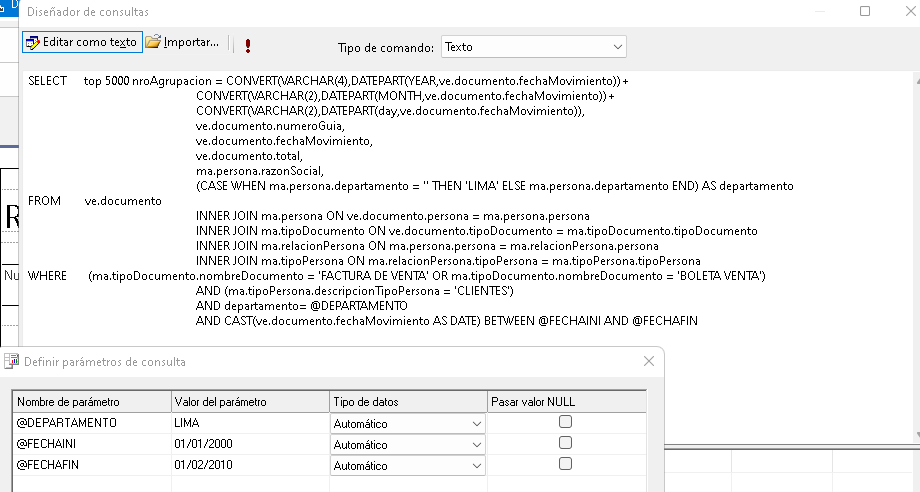 Diseñador de consultas
Editar como texto Importar... ! Tipo de comando: Texto
SELECT top 5000 nroAgrupacion = CONVERT(VARCHAR(4),DATEPART(YEAR,ve.documento.fechaMovimiento))+
CONVERT(VARCHAR(2),DATEPART(MONTH,ve.documento.fechaMovimiento))+
CONVERT(VARCHAR(2),DATEPART(day,ve.documento.fechaMovimiento)),
ve.documento.numeroGuia,
ve.documento.fechaMovimiento,
ve.documento.total,
ma.persona.razonSocial,
(CASE WHEN ma.persona.departamento = '' THEN 'LIMA' ELSE ma.persona.departamento END) AS departamento
FROM ve.documento
INNER JOIN ma.persona ON ve.documento.persona = ma.persona.persona
INNER JOIN ma.tipoDocumento ON ve.documento.tipoDocumento = ma.tipoDocumento.tipoDocumento
INNER JOIN ma.relacionPersona ON ma.persona.persona = ma.relacionPersona.persona
INNER JOIN ma.tipoPersona ON ma.relacionPersona.tipoPersona = ma.tipoPersona.tipoPersona
WHERE (ma.tipoDocumento.nombreDocumento = 'FACTURA DE VENTA' OR ma.tipoDocumento.nombreDocumento = 'BOLETA VENTA')
AND (ma.tipoPersona.descripcionTipoPersona = 'CLIENTES')
AND departamento= @DEPARTAMENTO
AND CAST(ve.documento.fechaMovimiento AS DATE) BETWEEN @FECHAINI AND @FECHAFIN
R
Nu
Definir parámetros de consulta
Nombre de parámetro Valor del parámetro Tipo de datos Pasar valor NULL
@DEPARTAMENTO LIMA Automático
@FECHAINI 01/01/2000 Automático
@FECHAFIN 01/02/2010 Automático